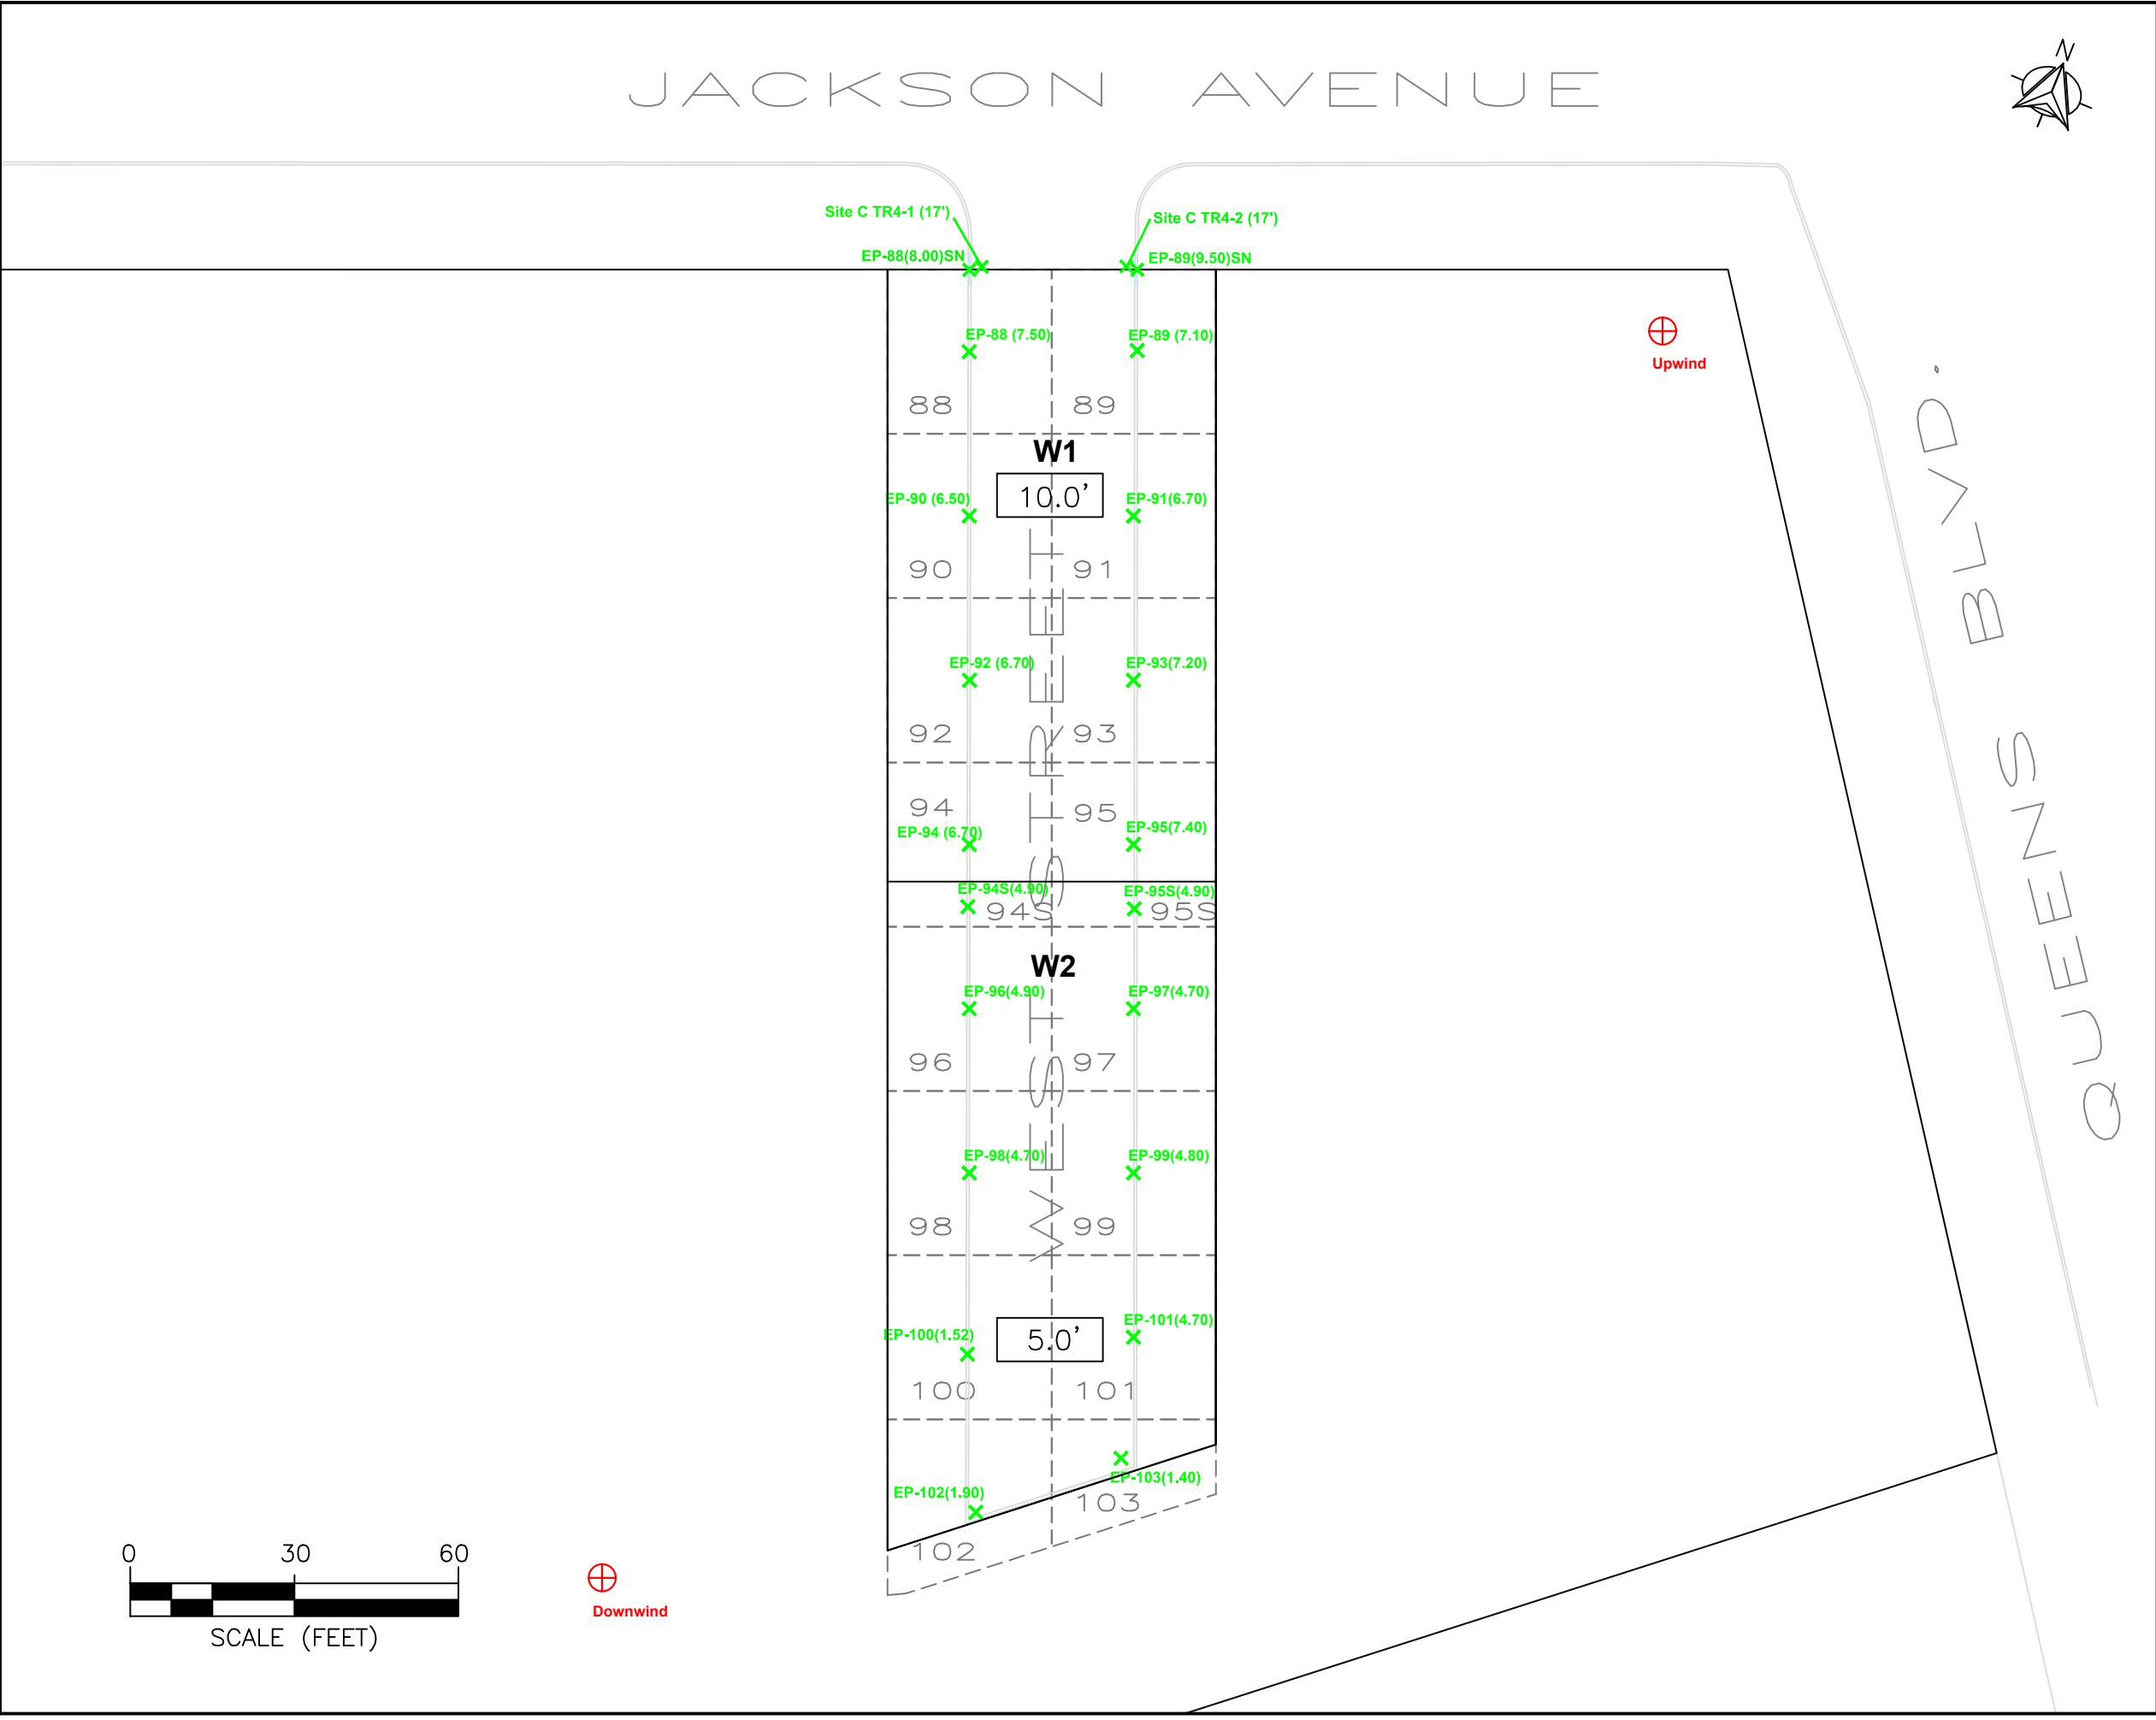 JACKSON AVENUE
N
Site C TR4-1 (17')
Site C TR4-2 (17')
EP-88(8.00)SN
EP-89(9.50)SN
EP-88 (7.50)
EP-89 (7.10)
Upwind
88
89
W1
10.0'
EP-90 (6.50)
EP-91(6.70)
90
91
EP-92 (6.70)
EP-93(7.20)
92
93
94
95
EP-94 (6.70)
EP-95(7.40)
EP-94S(4.90)
EP-95S(4.90)
94S
95S
WEST STREET
QUEENS BLVD.
W2
EP-96(4.90)
EP-97(4.70)
96
97
EP-98(4.70)
EP-99(4.80)
98
99
EP-100(1.52)
EP-101(4.70)
5.0'
100
101
EP-103(1.40)
EP-102(1.90)
103
102
0 30 60
SCALE (FEET)
Downwind